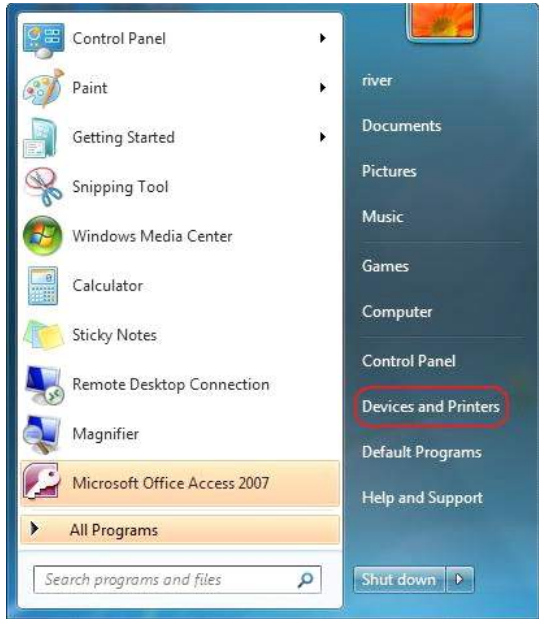 Control Panel
Paint
Getting Started
Snipping Tool
Windows Media Center
Calculator
Sticky Notes
Remote Desktop Connection
Magnifier
Microsoft Office Access 2007
All Programs
Search programs and files
river
Documents
Pictures
Music
Games
Computer
Control Panel
Devices and Printers
Default Programs
Help and Support
Shut down